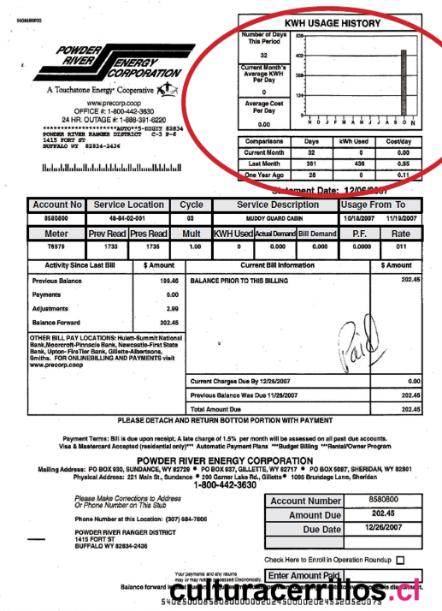 POWDER RIVER ENERGY CORPORATION
A Touchstone Energy® Cooperative
www.precorp.coop
OFFICE #: 1-800-442-3630
24 HR. OUTAGE #: 1-888-391-6220
POWDER RIVER RANGER DISTRICT C-3 P-6
1415 FORT ST
BUFFALO WY 82834-2436
KWH USAGE HISTORY
Number of Days This Period
32
Current Month's Average KWH Per Day
0
Average Cost Per Day
0.00
N D J F M A M J J A S O N
Comparisons Days kWh Used Cost/day
Current Month 32 0 0.00
Last Month 361 436 0.55
One Year Ago 0 0.11
Statement Date: 12/06/2007
Account No Service Location Cycle Service Description Usage From To
8580800 48-84-02-001 03 MUDDY GUARD CABIN 10/18/2007 11/19/2007
Meter Prev Read Pres Read Mult KWH Used Actual Demand Bill Demand P.F. Rate
76579 1.00 0 0.000 0.000 0.0000 011
Activity Since Last Bill $ Amount Current Bill Information $ Amount
Previous Balance 199.46 BALANCE PRIOR TO THIS BILLING 202.45
Payments 0.00
Adjustments 2.99
Balance Forward 202.45
Paid
OTHER BILL PAY LOCATIONS: Hulett-Summit National
Bank, Moorcroft-Pinnacle Bank, Newcastle-First State
Bank, Upton- FireTier Bank, Gillette-Albertsons,
Smiths. FOR ONLINE BILLING AND PAYMENTS visit
www.precorp.coop
Current Charges Due By 12/26/2007 0.00
Previous Balance Was Due 11/26/2007 202.45
Total Amount Due 202.45
PLEASE DETACH AND RETURN BOTTOM PORTION WITH PAYMENT
Payment Terms: Bill is due upon receipt. A late charge of 1.5% per month will be assessed on all past due accounts.
Visa & Mastercard Accepted (residential only)*** Automatic Payment Plans ***Budget Billing ***Rental/Owner Program
POWDER RIVER ENERGY CORPORATION
Mailing Address: PO BOX 930, SUNDANCE, WY 82729 • PO BOX 937, GILLETTE, WY 82717 • PO BOX 5087, SHERIDAN, WY 82801
Physical Address: 221 Main St., Sundance • 200 Garner Lake Rd., Gillette • 1095 Brundage Lane, Sheridan
1-800-442-3630
Please Make Corrections to Address
Or Phone Number on This Stub
Phone Number at this Location: (307) 684-7806
POWDER RIVER RANGER DISTRICT
1415 FORT ST
BUFFALO WY 82834-2436
Account Number 8580800
Amount Due 202.45
Due Date 12/26/2007
Check Here to Enroll in Operation Roundup
Enter Amount Paid
Your payments and any returns
may or may not be processed Electronically.
Balance forward
culturacerrillos.cl